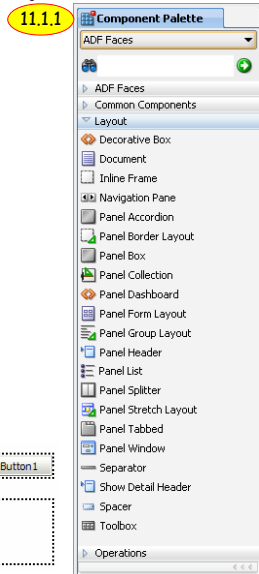 11.1.1
Component Palette
ADF Faces
ADF Faces
Common Components
Layout
Decorative Box
Document
Inline Frame
Navigation Pane
Panel Accordion
Panel Border Layout
Panel Box
Panel Collection
Panel Dashboard
Panel Form Layout
Panel Group Layout
Panel Header
Panel List
Panel Splitter
Panel Stretch Layout
Panel Tabbed
Panel Window
Button1
Separator
Show Detail Header
Spacer
Toolbox
Operations